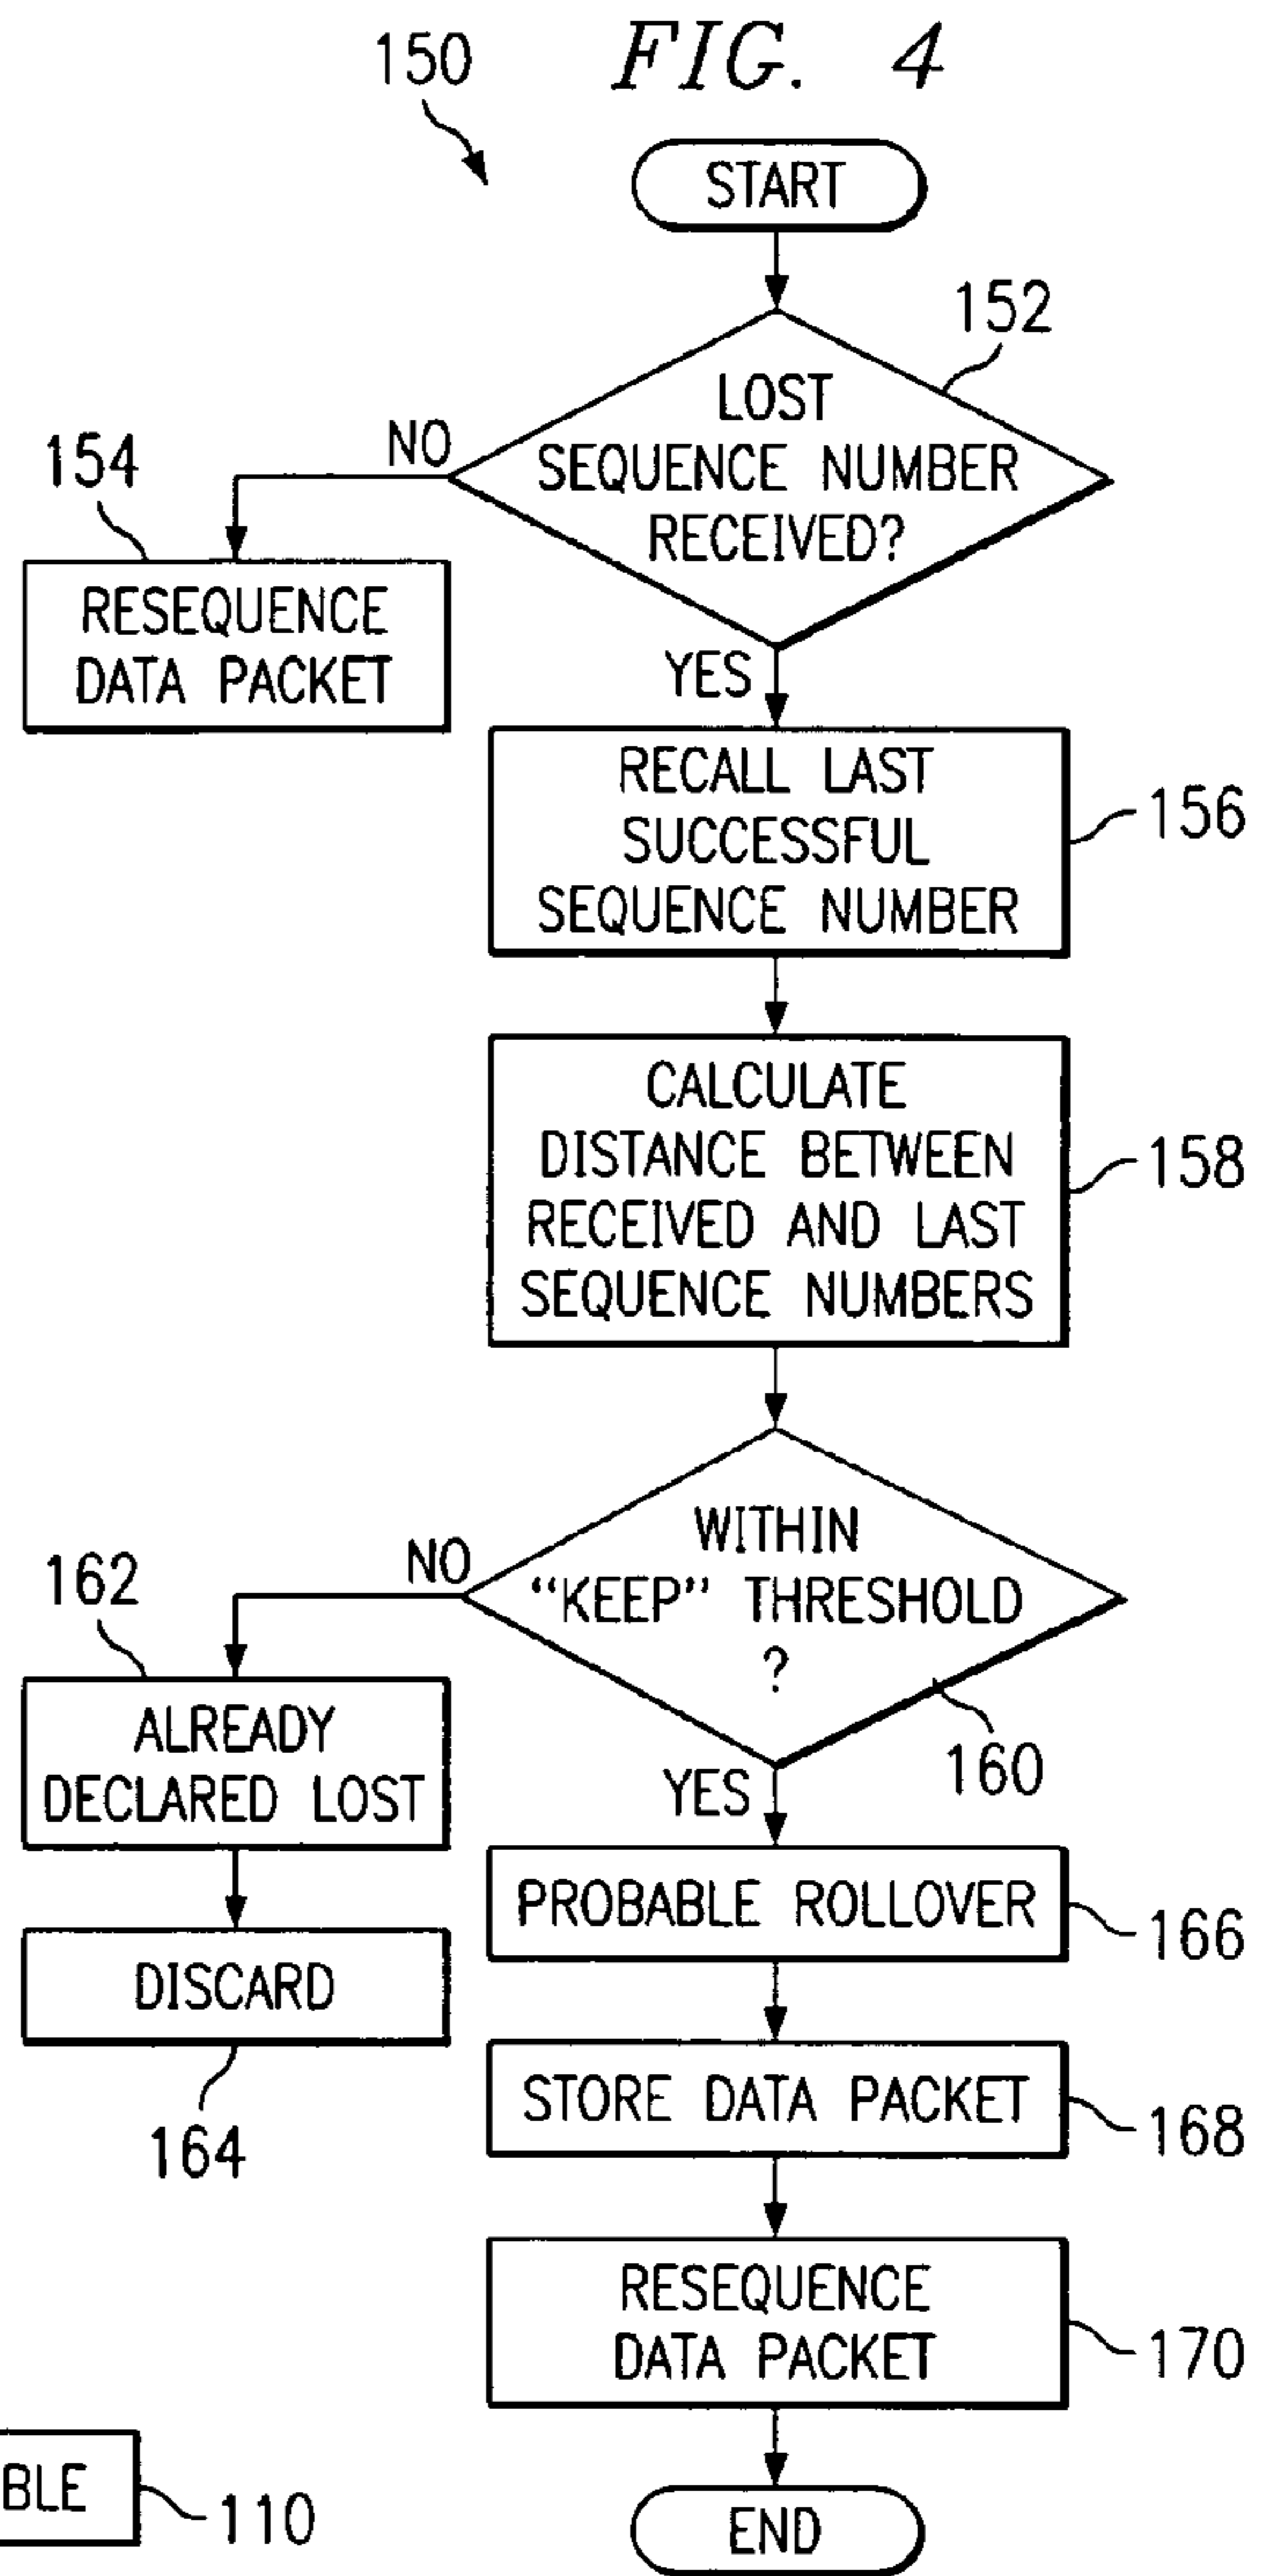 FIG. 4
150
START
152
LOST
SEQUENCE NUMBER
RECEIVED?
NO
154
RESEQUENCE
DATA PACKET
YES
RECALL LAST
SUCCESSFUL
SEQUENCE NUMBER
156
CALCULATE
DISTANCE BETWEEN
RECEIVED AND LAST
SEQUENCE NUMBERS
158
WITHIN
“KEEP” THRESHOLD
?
160
NO
162
ALREADY
DECLARED LOST
DISCARD
164
YES
PROBABLE ROLLOVER
166
STORE DATA PACKET
168
RESEQUENCE
DATA PACKET
170
END
BLE
110